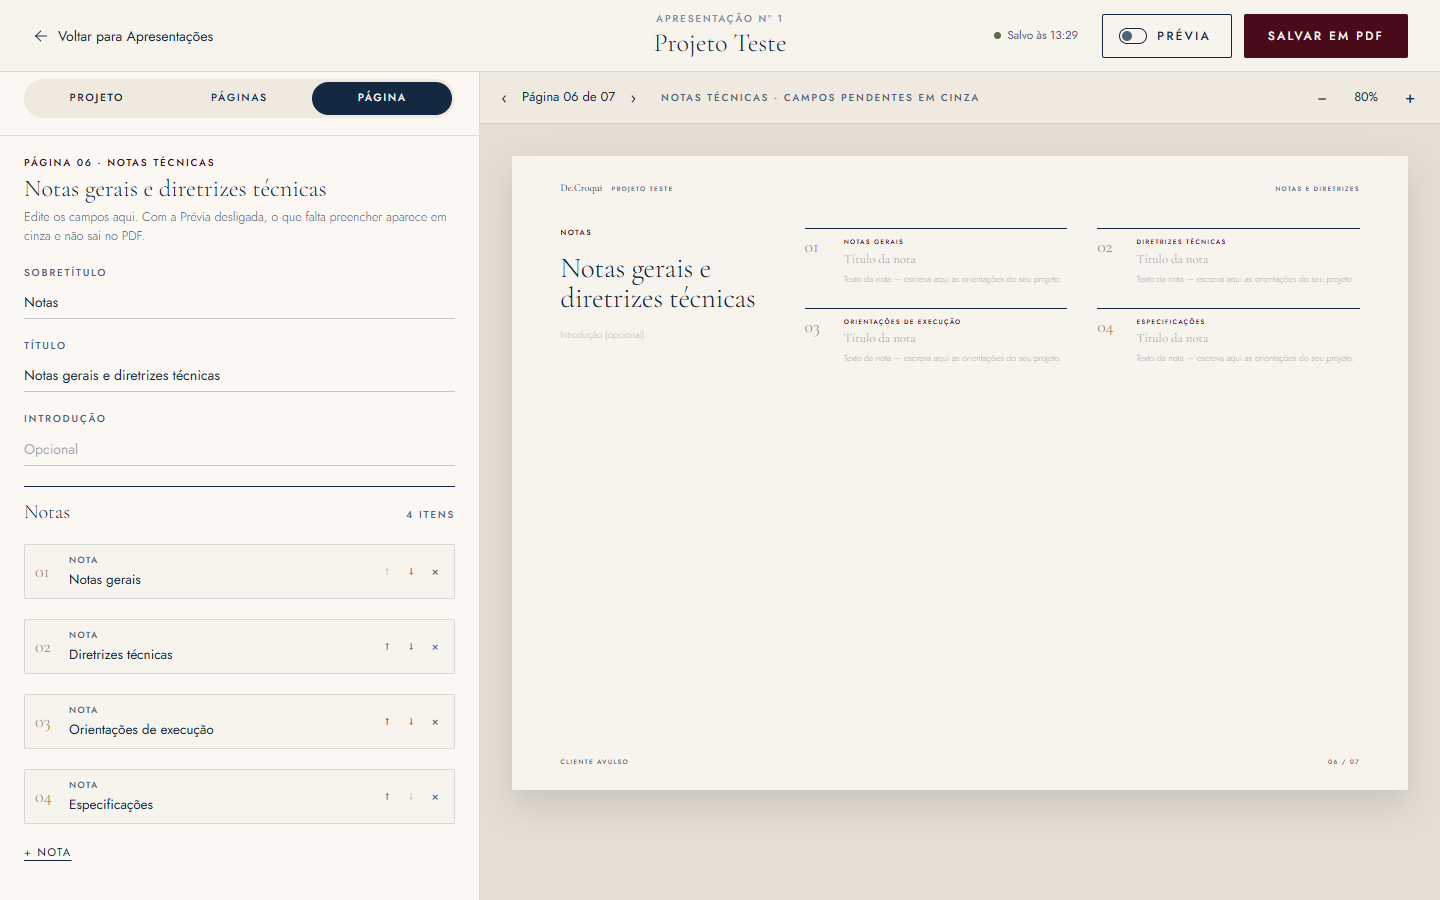 ← Voltar para Apresentações
APRESENTAÇÃO Nº 1
Projeto Teste
Salvo às 13:29
PRÉVIA
SALVAR EM PDF
PROJETO
PÁGINAS
PÁGINA
‹ Página 06 de 07 ›
NOTAS TÉCNICAS · CAMPOS PENDENTES EM CINZA
− 80% +
PÁGINA 06 · NOTAS TÉCNICAS
Notas gerais e diretrizes técnicas
Edite os campos aqui. Com a Prévia desligada, o que falta preencher aparece em
cinza e não sai no PDF.
SOBRETÍTULO
Notas
TÍTULO
Notas gerais e diretrizes técnicas
INTRODUÇÃO
Opcional
Notas
4 ITENS
01
NOTA
Notas gerais
↑ ↓ ×
02
NOTA
Diretrizes técnicas
↑ ↓ ×
03
NOTA
Orientações de execução
↑ ↓ ×
04
NOTA
Especificações
↑ ↓ ×
+ NOTA
Dr.Croqui PROJETO TESTE
NOTAS E DIRETRIZES
NOTAS
Notas gerais e
diretrizes técnicas
Introdução (opcional)
01
NOTAS GERAIS
Título da nota
Texto da nota — escreva aqui as orientações do seu projeto.
02
DIRETRIZES TÉCNICAS
Título da nota
Texto da nota — escreva aqui as orientações do seu projeto.
03
ORIENTAÇÕES DE EXECUÇÃO
Título da nota
Texto da nota — escreva aqui as orientações do seu projeto.
04
ESPECIFICAÇÕES
Título da nota
Texto da nota — escreva aqui as orientações do seu projeto.
CLIENTE AVULSO
06 / 07